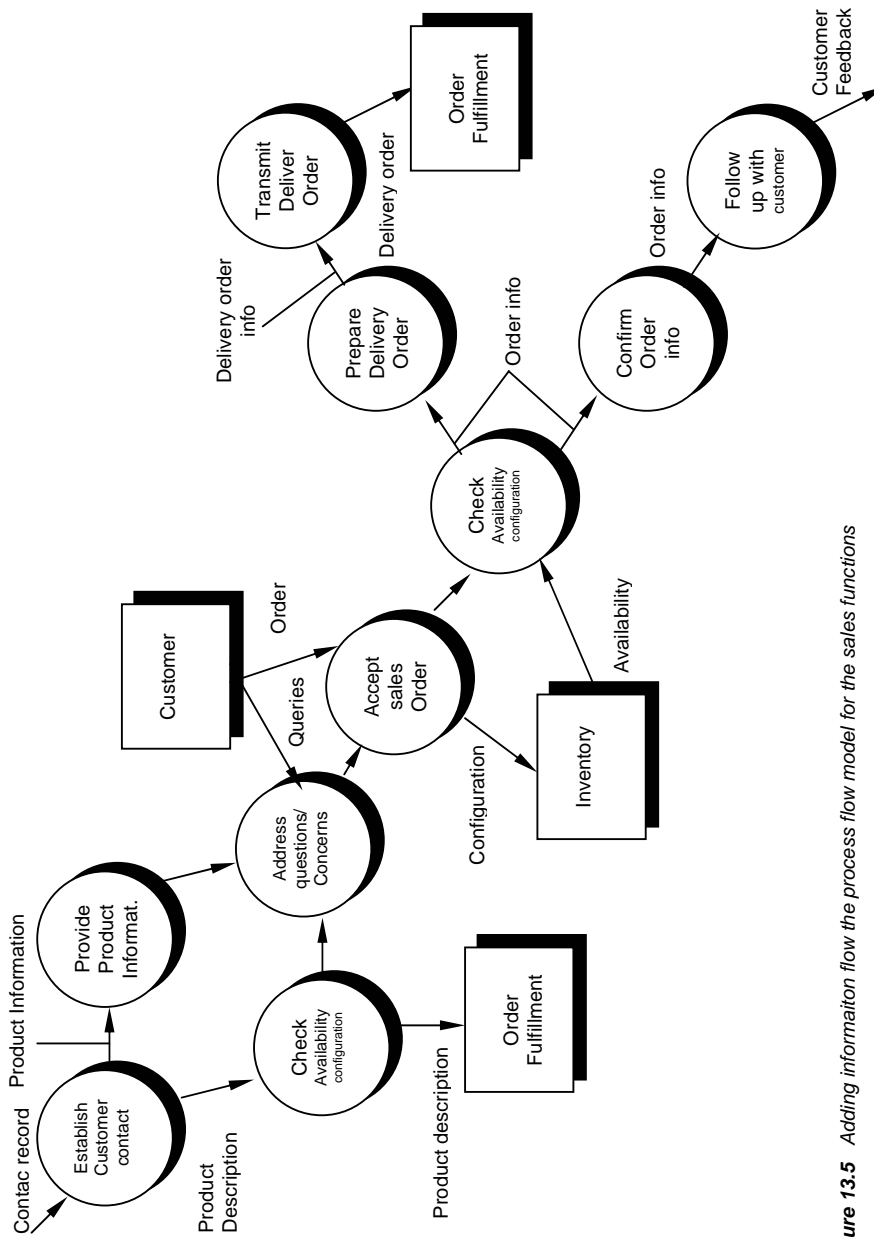 Contac record
Product Information
Establish
Customer
contact
Provide
Product
Informat.
Product
Description
Check
Availability
configuration
Product description
Order
Fulfillment
Address
questions/
Concerns
Customer
Queries
Order
Accept
sales
Order
Configuration
Inventory
Availability
Check
Availability
configuration
Order info
Delivery order
info
Prepare
Delivery
Order
Delivery order
Transmit
Deliver
Order
Order
Fulfillment
Confirm
Order
info
Order info
Follow
up with
customer
Customer
Feedback
ure 13.5 Adding informaiton flow the process flow model for the sales functions